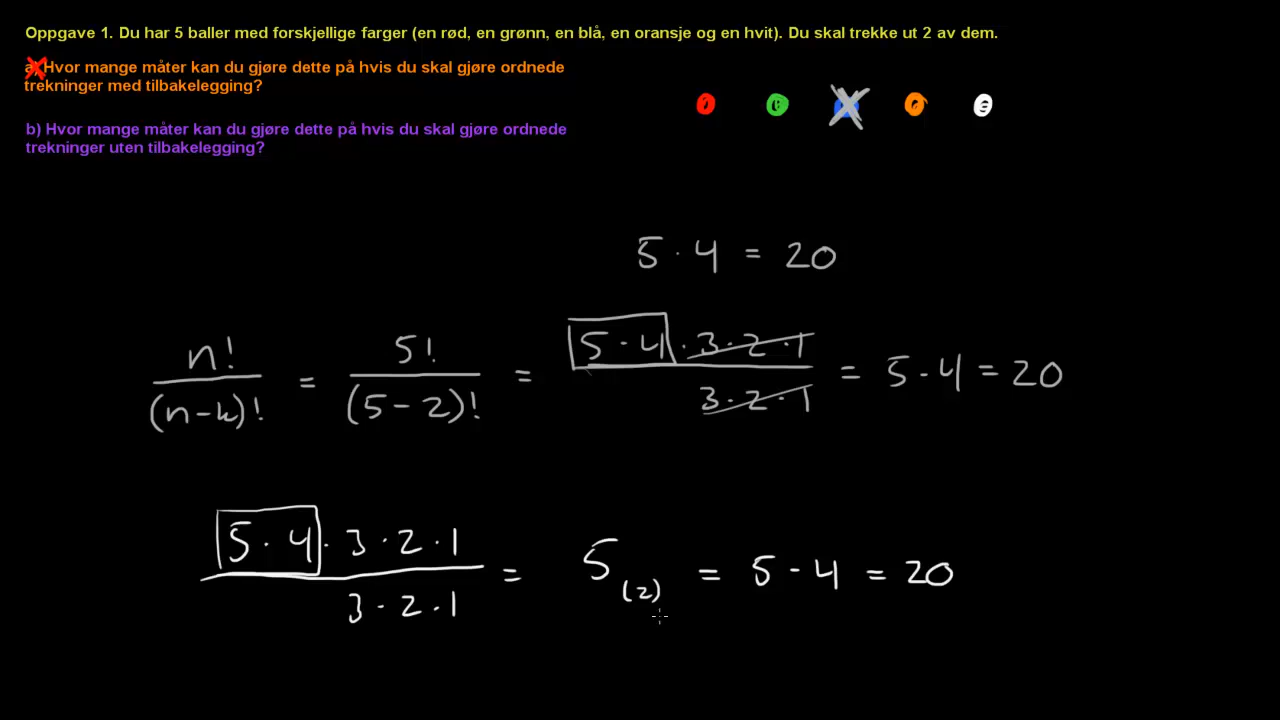 Oppgave 1. Du har 5 baller med forskjellige farger (en rød, en grønn, en blå, en oransje og en hvit). Du skal trekke ut 2 av dem.
a) Hvor mange måter kan du gjøre dette på hvis du skal gjøre ordnede
trekninger med tilbakelegging?
b) Hvor mange måter kan du gjøre dette på hvis du skal gjøre ordnede
trekninger uten tilbakelegging?
5 · 4 = 20
n! / (n-k)! = 5! / (5-2)! = 5 · 4 · 3 · 2 · 1 / 3 · 2 · 1 = 5 · 4 = 20
5 · 4 · 3 · 2 · 1 / 3 · 2 · 1 = 5(2) = 5 · 4 = 20